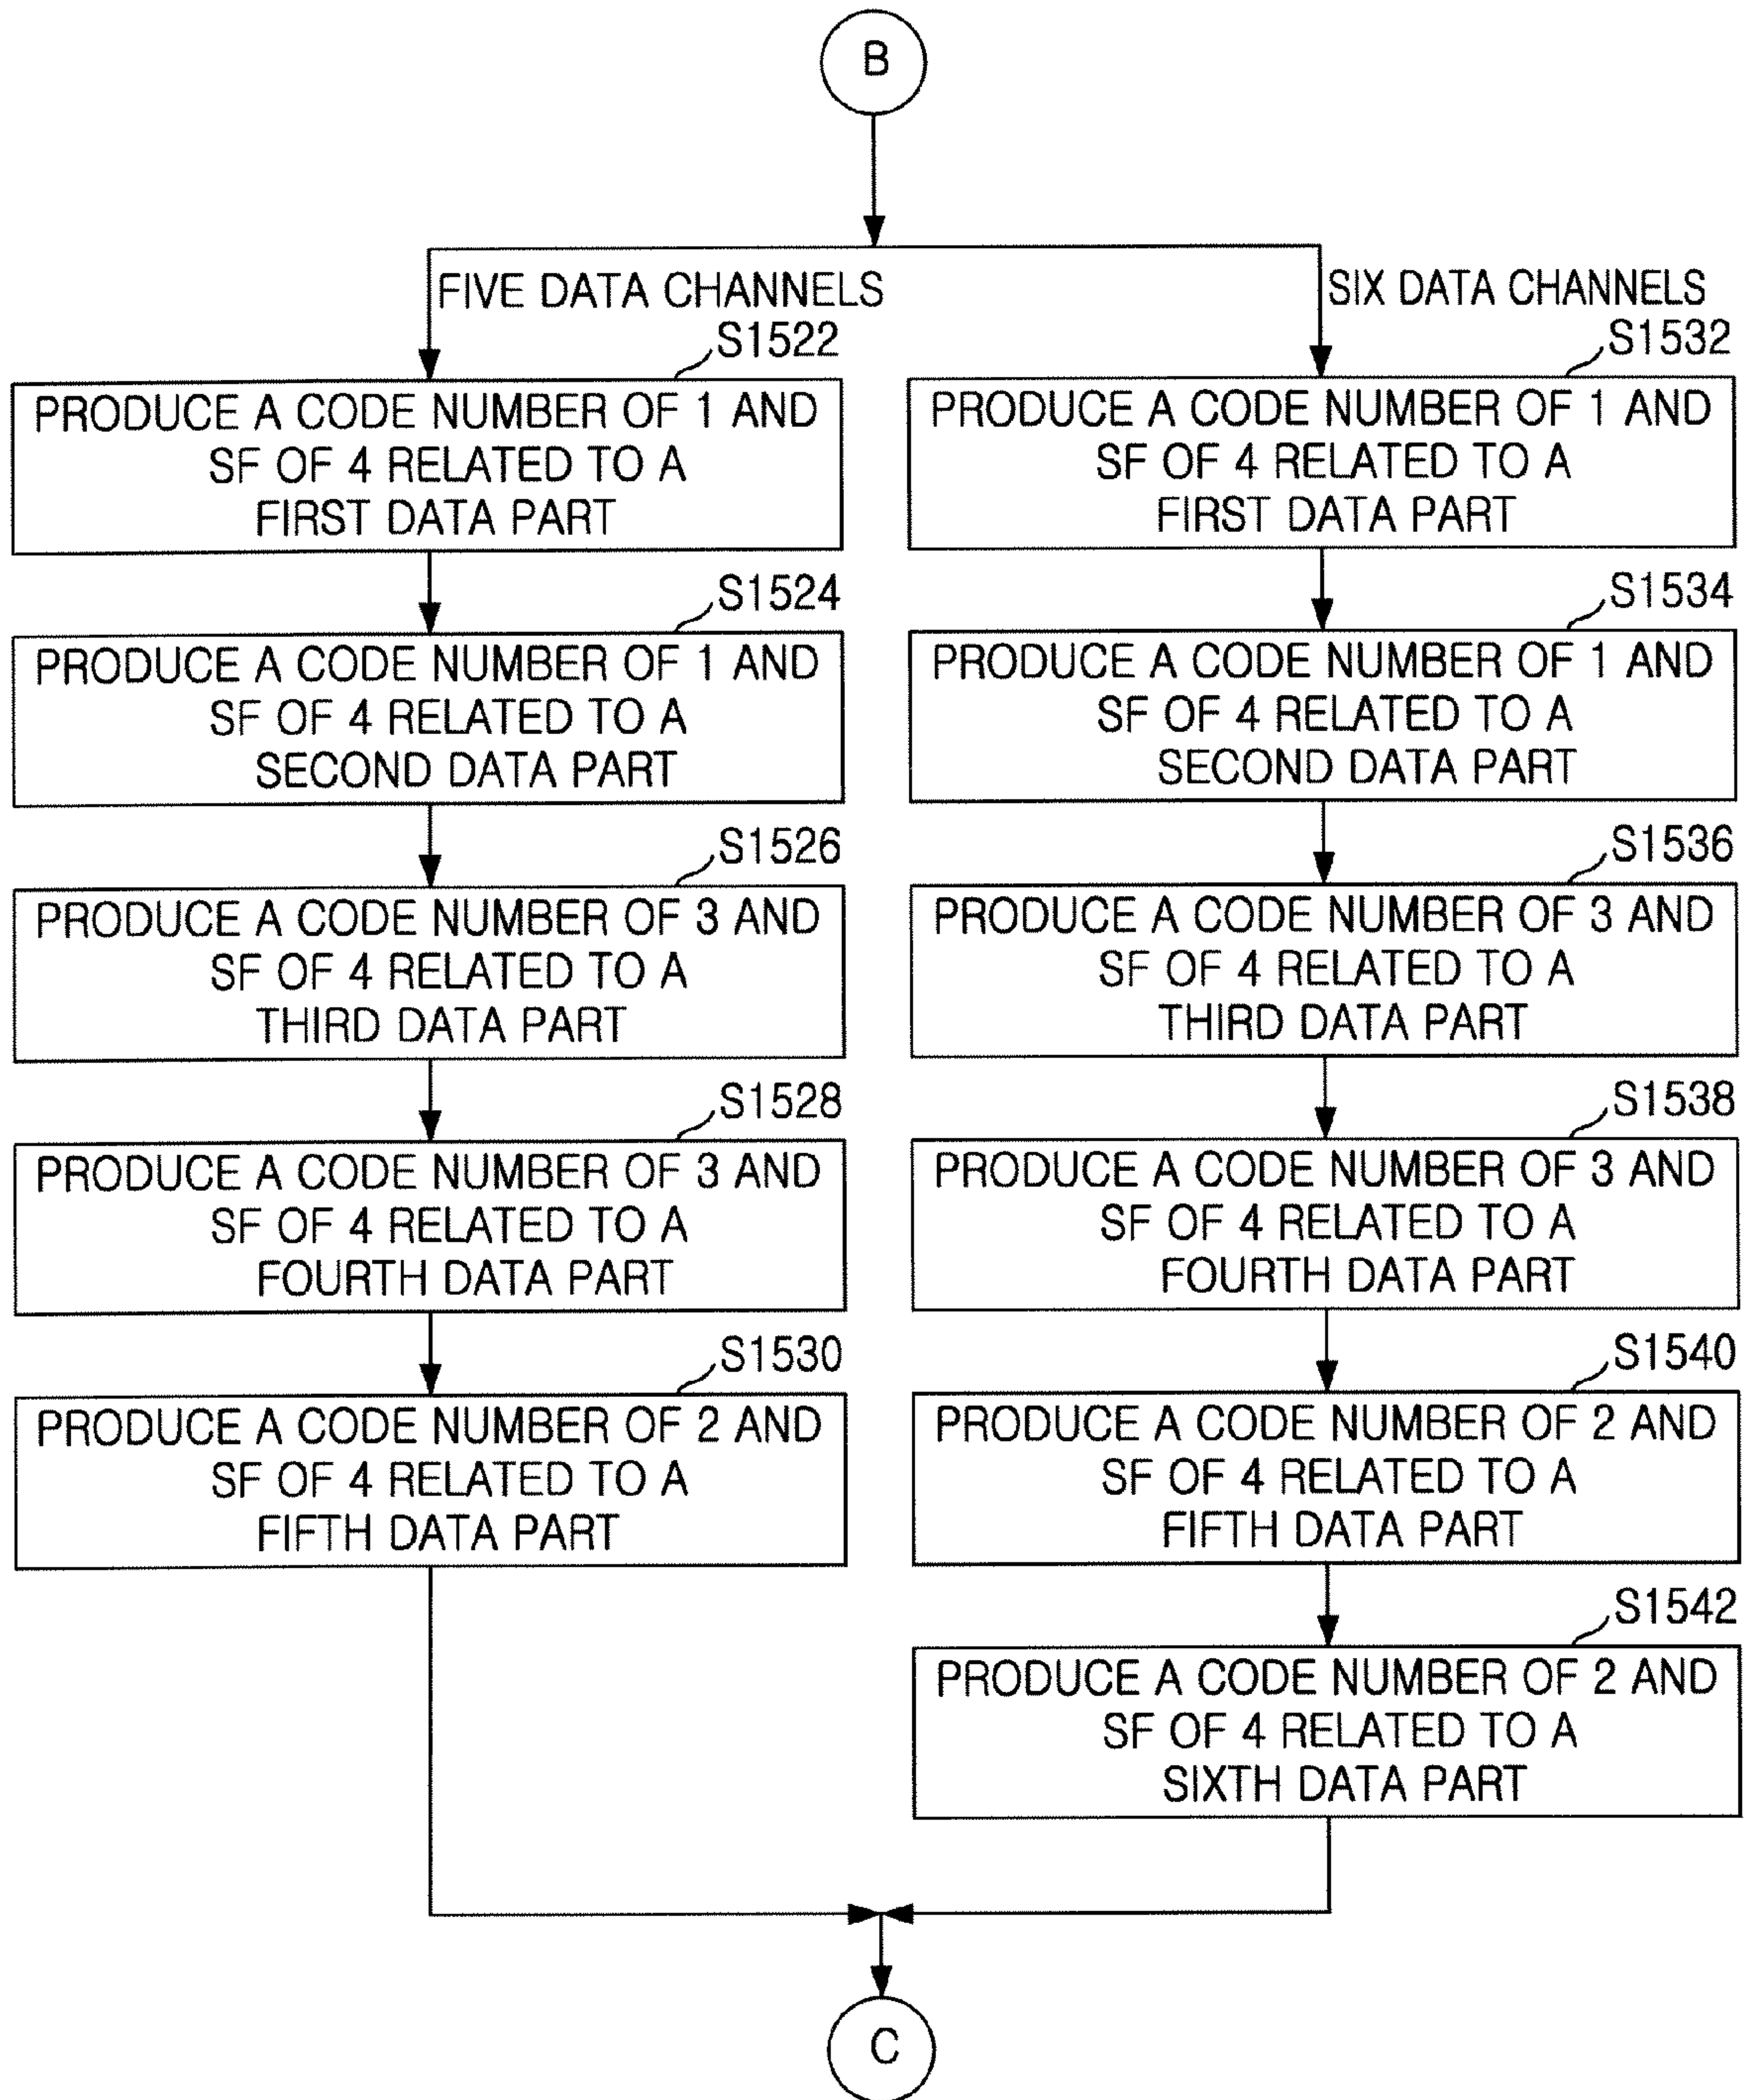 B
FIVE DATA CHANNELS
S1522
PRODUCE A CODE NUMBER OF 1 AND
SF OF 4 RELATED TO A
FIRST DATA PART
S1524
PRODUCE A CODE NUMBER OF 1 AND
SF OF 4 RELATED TO A
SECOND DATA PART
S1526
PRODUCE A CODE NUMBER OF 3 AND
SF OF 4 RELATED TO A
THIRD DATA PART
S1528
PRODUCE A CODE NUMBER OF 3 AND
SF OF 4 RELATED TO A
FOURTH DATA PART
S1530
PRODUCE A CODE NUMBER OF 2 AND
SF OF 4 RELATED TO A
FIFTH DATA PART
SIX DATA CHANNELS
S1532
PRODUCE A CODE NUMBER OF 1 AND
SF OF 4 RELATED TO A
FIRST DATA PART
S1534
PRODUCE A CODE NUMBER OF 1 AND
SF OF 4 RELATED TO A
SECOND DATA PART
S1536
PRODUCE A CODE NUMBER OF 3 AND
SF OF 4 RELATED TO A
THIRD DATA PART
S1538
PRODUCE A CODE NUMBER OF 3 AND
SF OF 4 RELATED TO A
FOURTH DATA PART
S1540
PRODUCE A CODE NUMBER OF 2 AND
SF OF 4 RELATED TO A
FIFTH DATA PART
S1542
PRODUCE A CODE NUMBER OF 2 AND
SF OF 4 RELATED TO A
SIXTH DATA PART
C